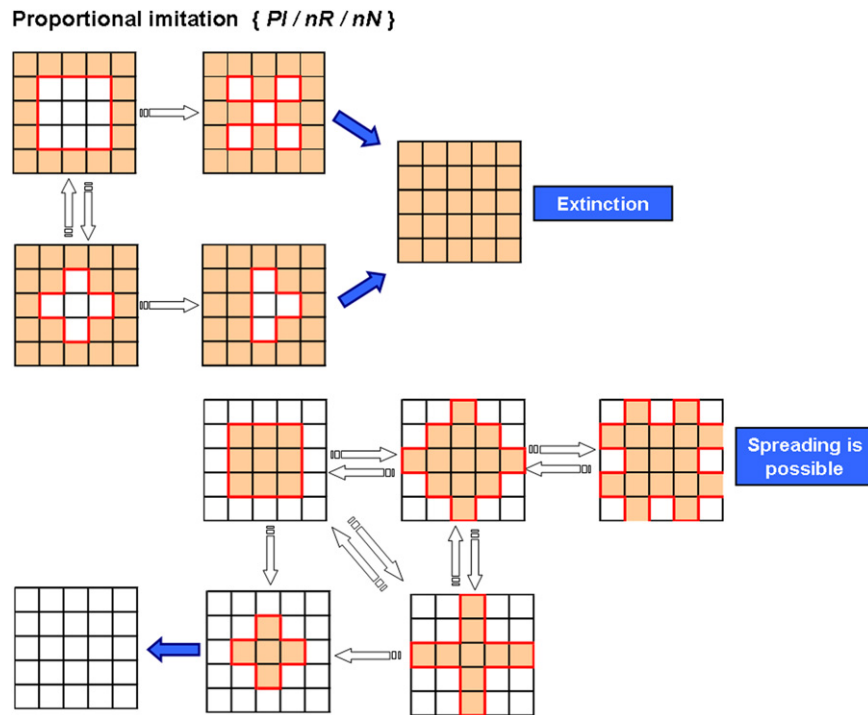 Proportional imitation { PI / nR / nN }
Extinction
Spreading is
possible